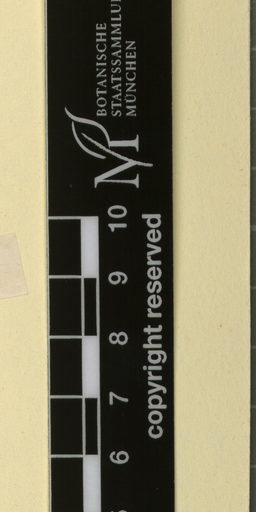 BOTANISCHE
STAATSSAMMLU
MÜNCHEN
M
10
9
8
7
6
copyright reserved